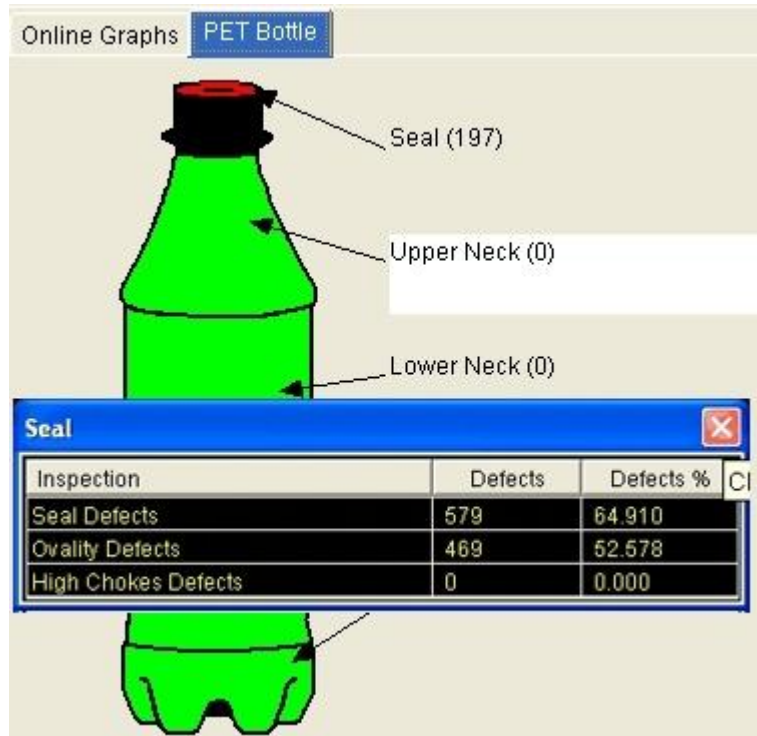 Online Graphs PET Bottle
Seal (197)
Upper Neck (0)
Lower Neck (0)
Seal
Inspection Defects Defects %
Seal Defects 579 64.910
Ovality Defects 469 52.578
High Chokes Defects 0 0.000